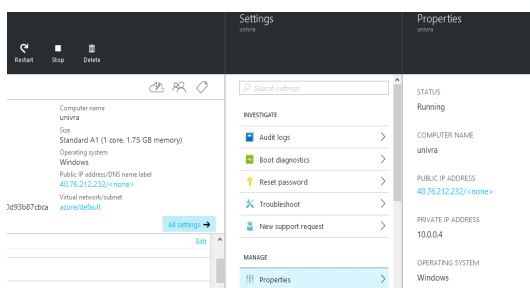 Restart Stop Delete
Computer name
univra
Size
Standard A1 (1 core, 1.75 GB memory)
Operating system
Windows
Public IP address/DNS name label
40.76.212.232/<none>
Virtual network/subnet
0d93b87cbca azure/default
All settings
Edit
Settings
univra
Search settings
INVESTIGATE
Audit logs
Boot diagnostics
Reset password
Troubleshoot
New support request
MANAGE
Properties
Properties
univra
STATUS
Running
COMPUTER NAME
univra
PUBLIC IP ADDRESS
40.76.212.232/<none>
PRIVATE IP ADDRESS
10.0.0.4
OPERATING SYSTEM
Windows